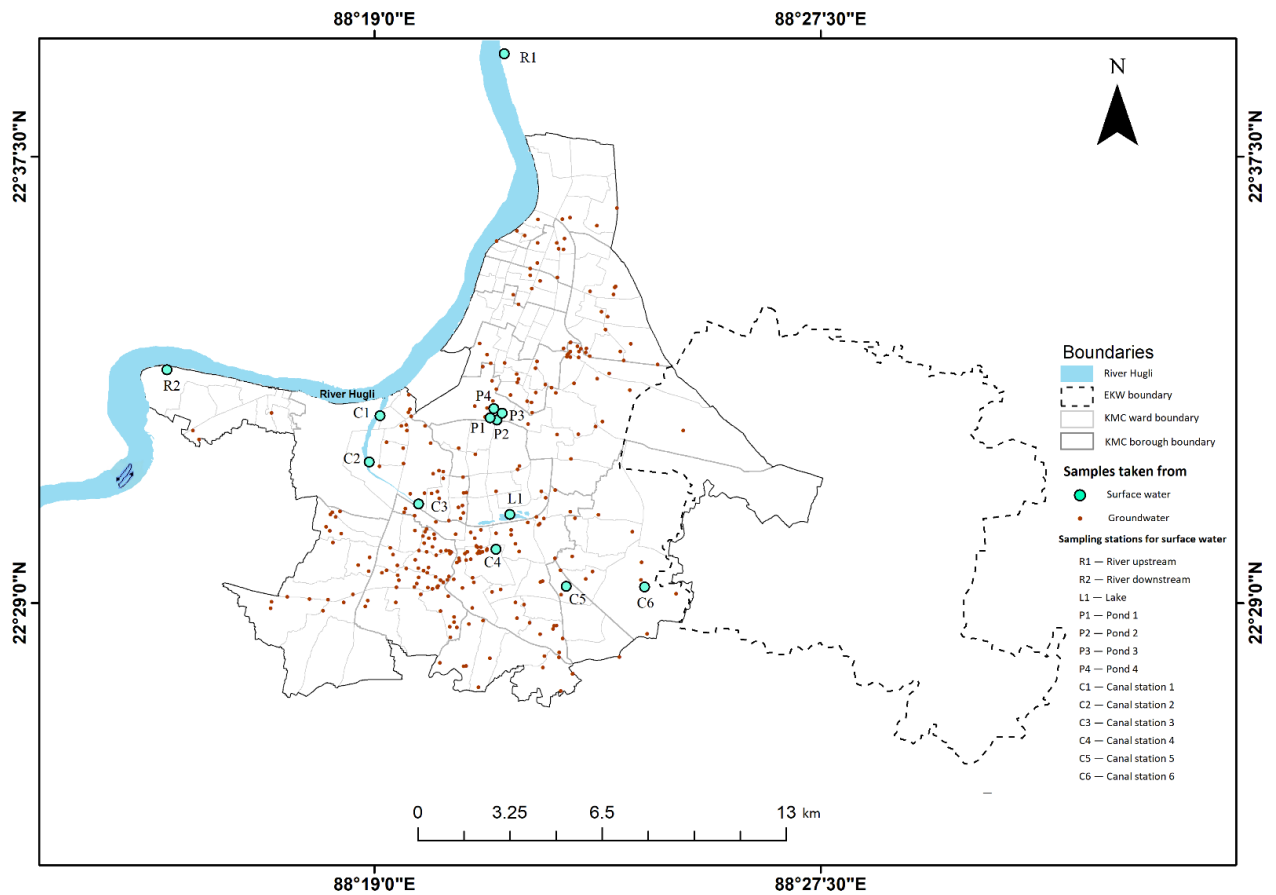 88°19'0"E
88°27'30"E
R1
N
22°37'30"N
22°37'30"N
R2
River Hugli
C1
P4
P3
P1
P2
C2
C3
L1
C4
C5
C6
22°29'0"N
22°29'0"N
Boundaries
River Hugli
EKW boundary
KMC ward boundary
KMC borough boundary
Samples taken from
Surface water
Groundwater
Sampling stations for surface water
R1 — River upstream
R2 — River downstream
L1 — Lake
P1 — Pond 1
P2 — Pond 2
P3 — Pond 3
P4 — Pond 4
C1 — Canal station 1
C2 — Canal station 2
C3 — Canal station 3
C4 — Canal station 4
C5 — Canal station 5
C6 — Canal station 6
0 3.25 6.5 13 km
88°19'0"E
88°27'30"E